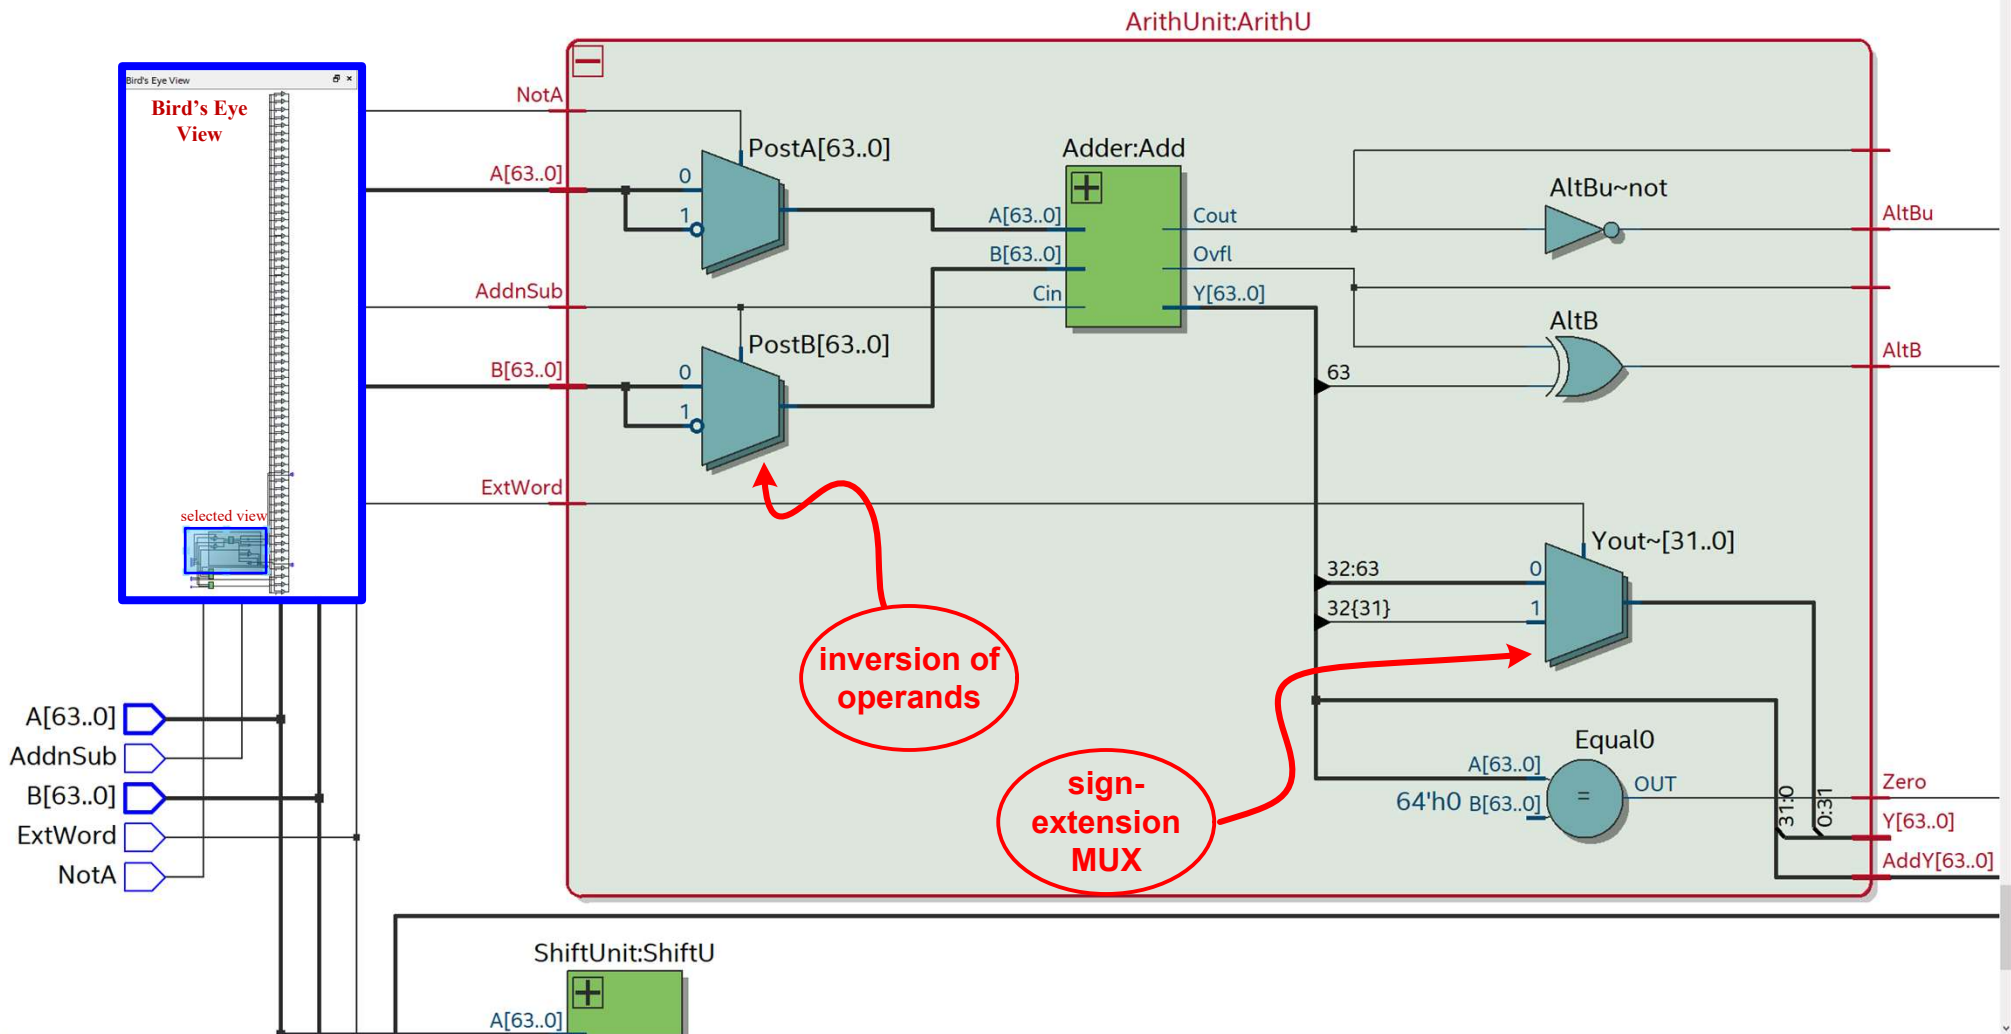 ArithUnit:ArithU
Bird's Eye View
Bird's Eye
View
selected view
NotA
A[63..0]
AddnSub
B[63..0]
ExtWord
PostA[63..0]
0
1
PostB[63..0]
0
1
Adder:Add
A[63..0]
B[63..0]
Cin
Cout
Ovfl
Y[63..0]
AltBu~not
AltBu
AltB
AltB
63
32:63
32{31}
Yout~[31..0]
0
1
inversion of
operands
sign-
extension
MUX
Equal0
A[63..0]
64'h0 B[63..0]
=
OUT
31:0
0:31
Zero
Y[63..0]
AddY[63..0]
A[63..0]
AddnSub
B[63..0]
ExtWord
NotA
ShiftUnit:ShiftU
A[63..0]